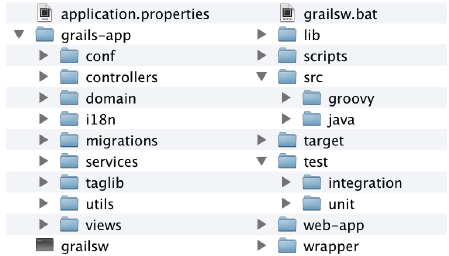 application.properties
grails-app
conf
controllers
domain
i18n
migrations
services
taglib
utils
views
grailsw
grailsw.bat
lib
scripts
src
groovy
java
target
test
integration
unit
web-app
wrapper